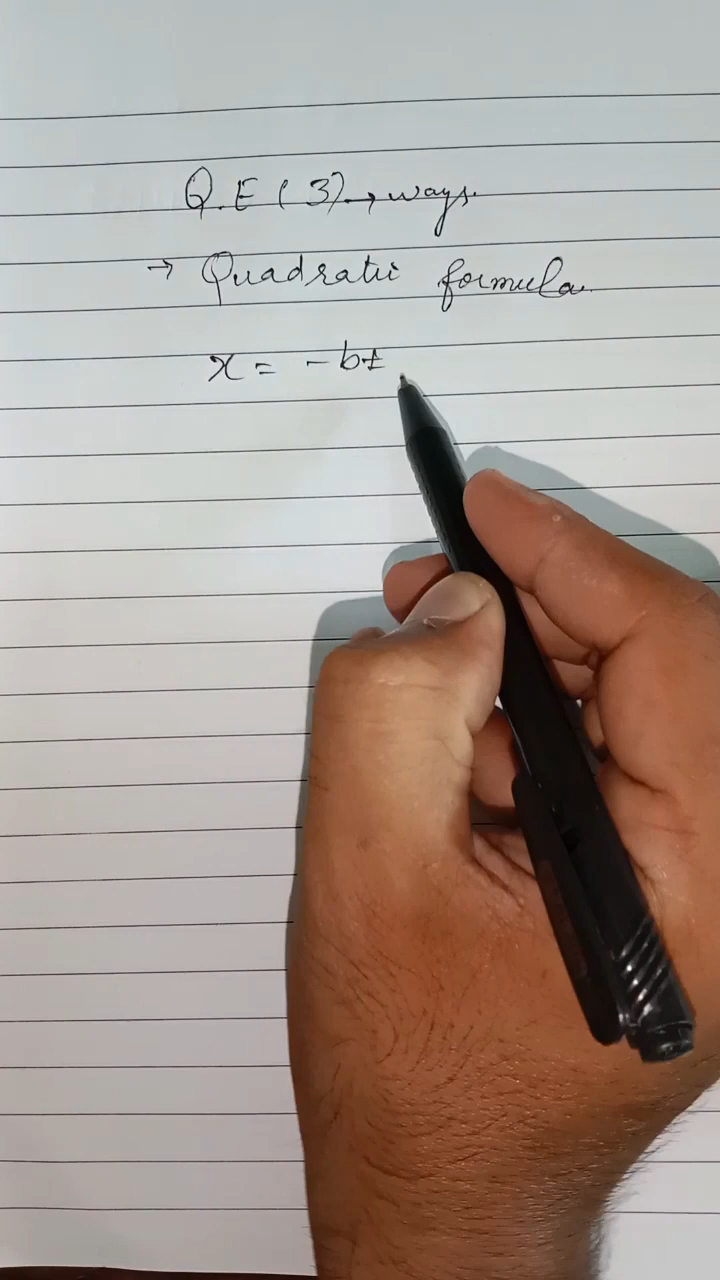 Q.E (3) → ways.
→ Quadratic formula.
x = -b±